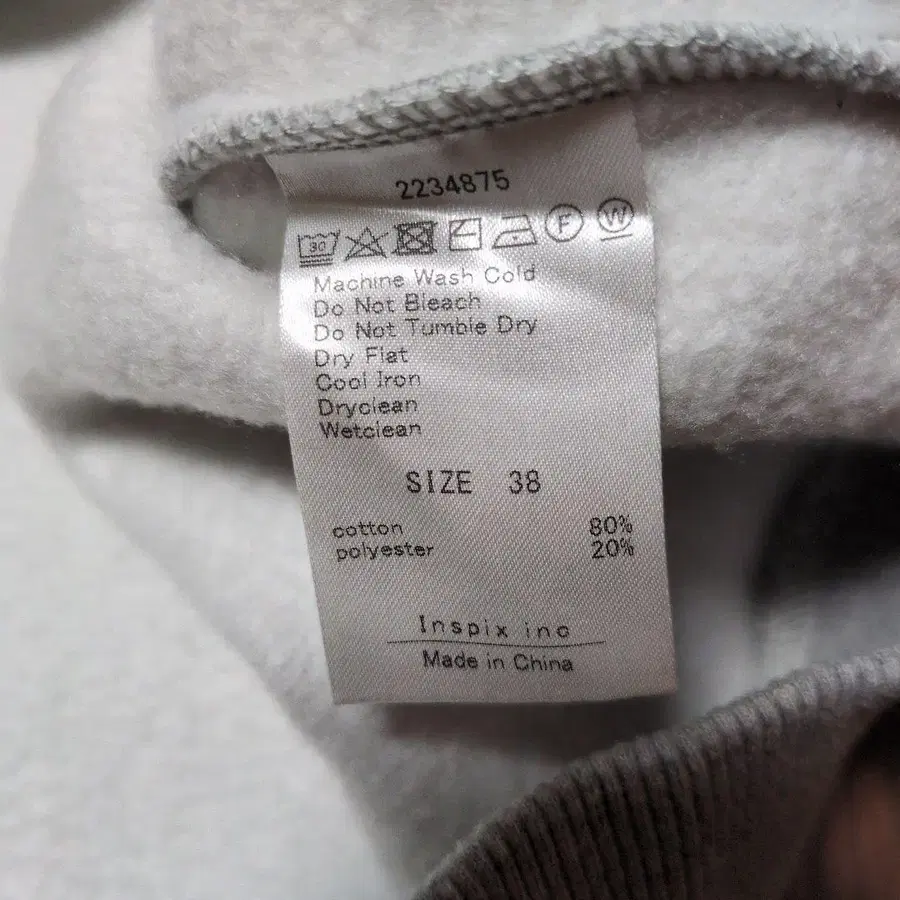 2234875
30 F W
Machine Wash Cold
Do Not Bleach
Do Not Tumble Dry
Dry Flat
Cool Iron
Dryclean
Wetclean
SIZE 38
cotton 80%
polyester 20%
Inspix inc
Made in China